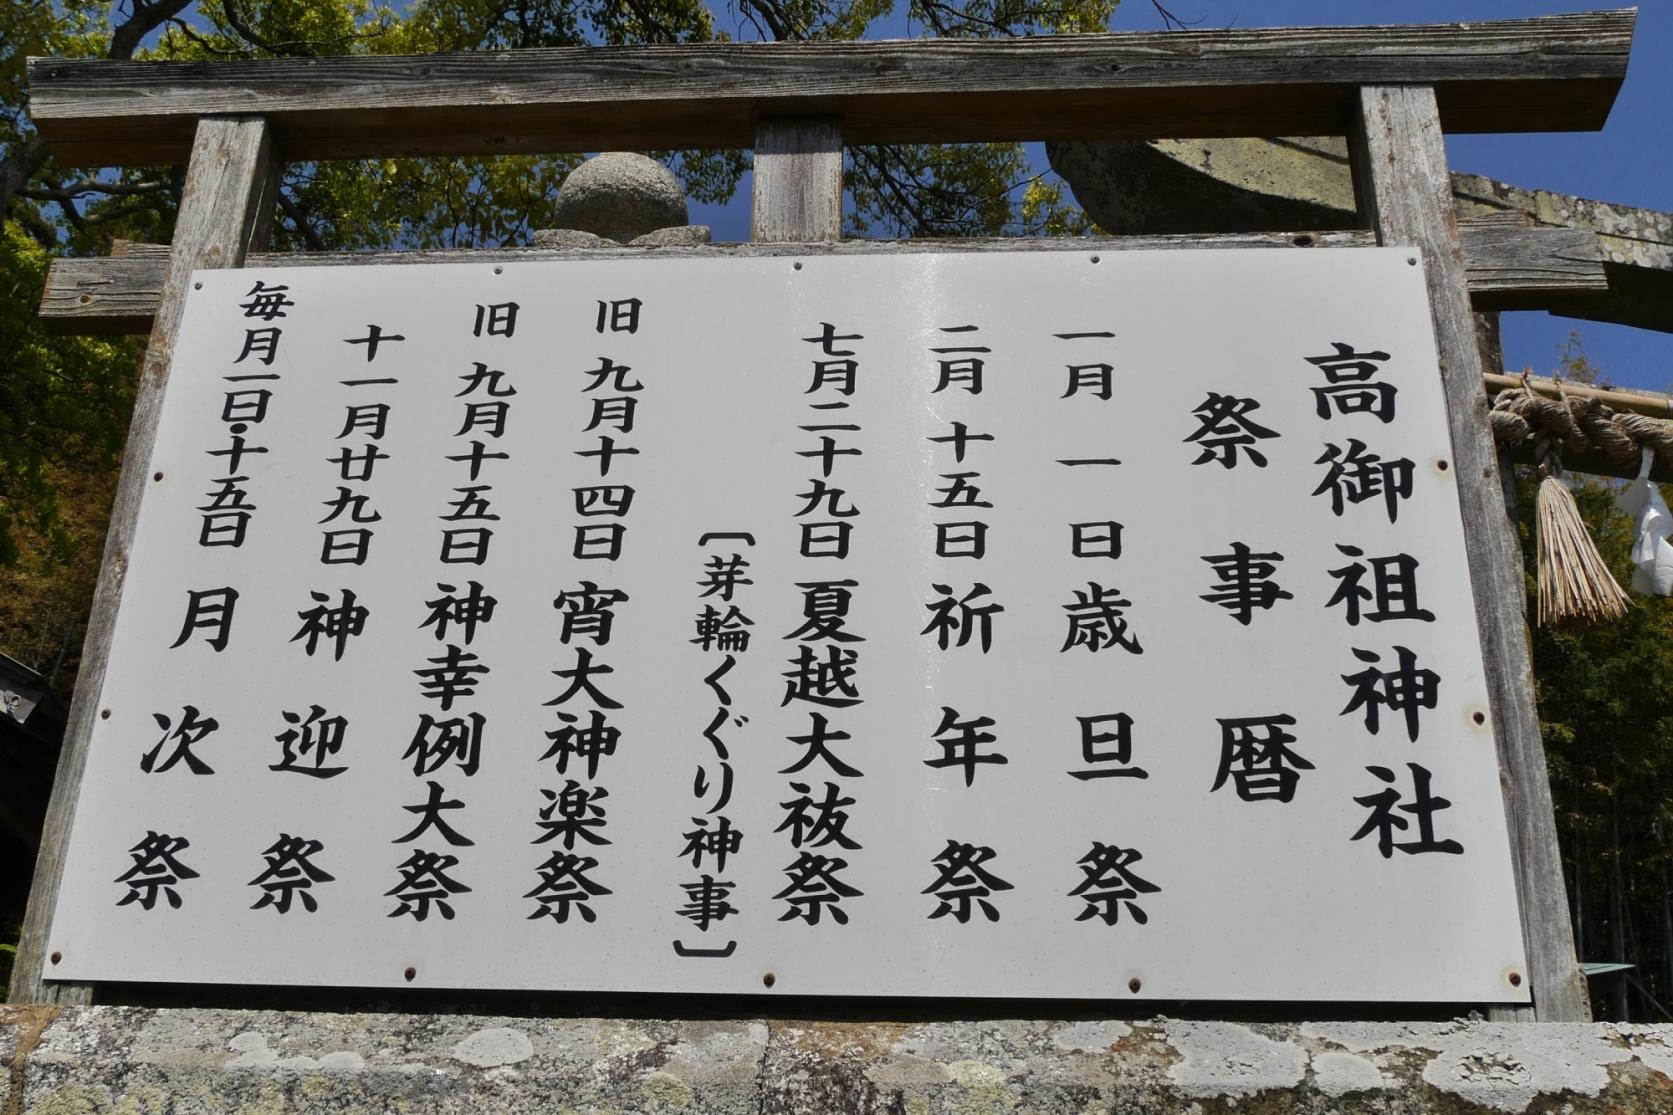 高御祖神社
祭事暦
一月一日歳旦祭
二月十五日祈年祭
七月二十九日夏越大祓祭
〔芽輪くぐり神事〕
旧九月十四日宵大神楽祭
旧九月十五日神幸例大祭
十一月廿九日神迎祭
毎月一日・十五日月次祭